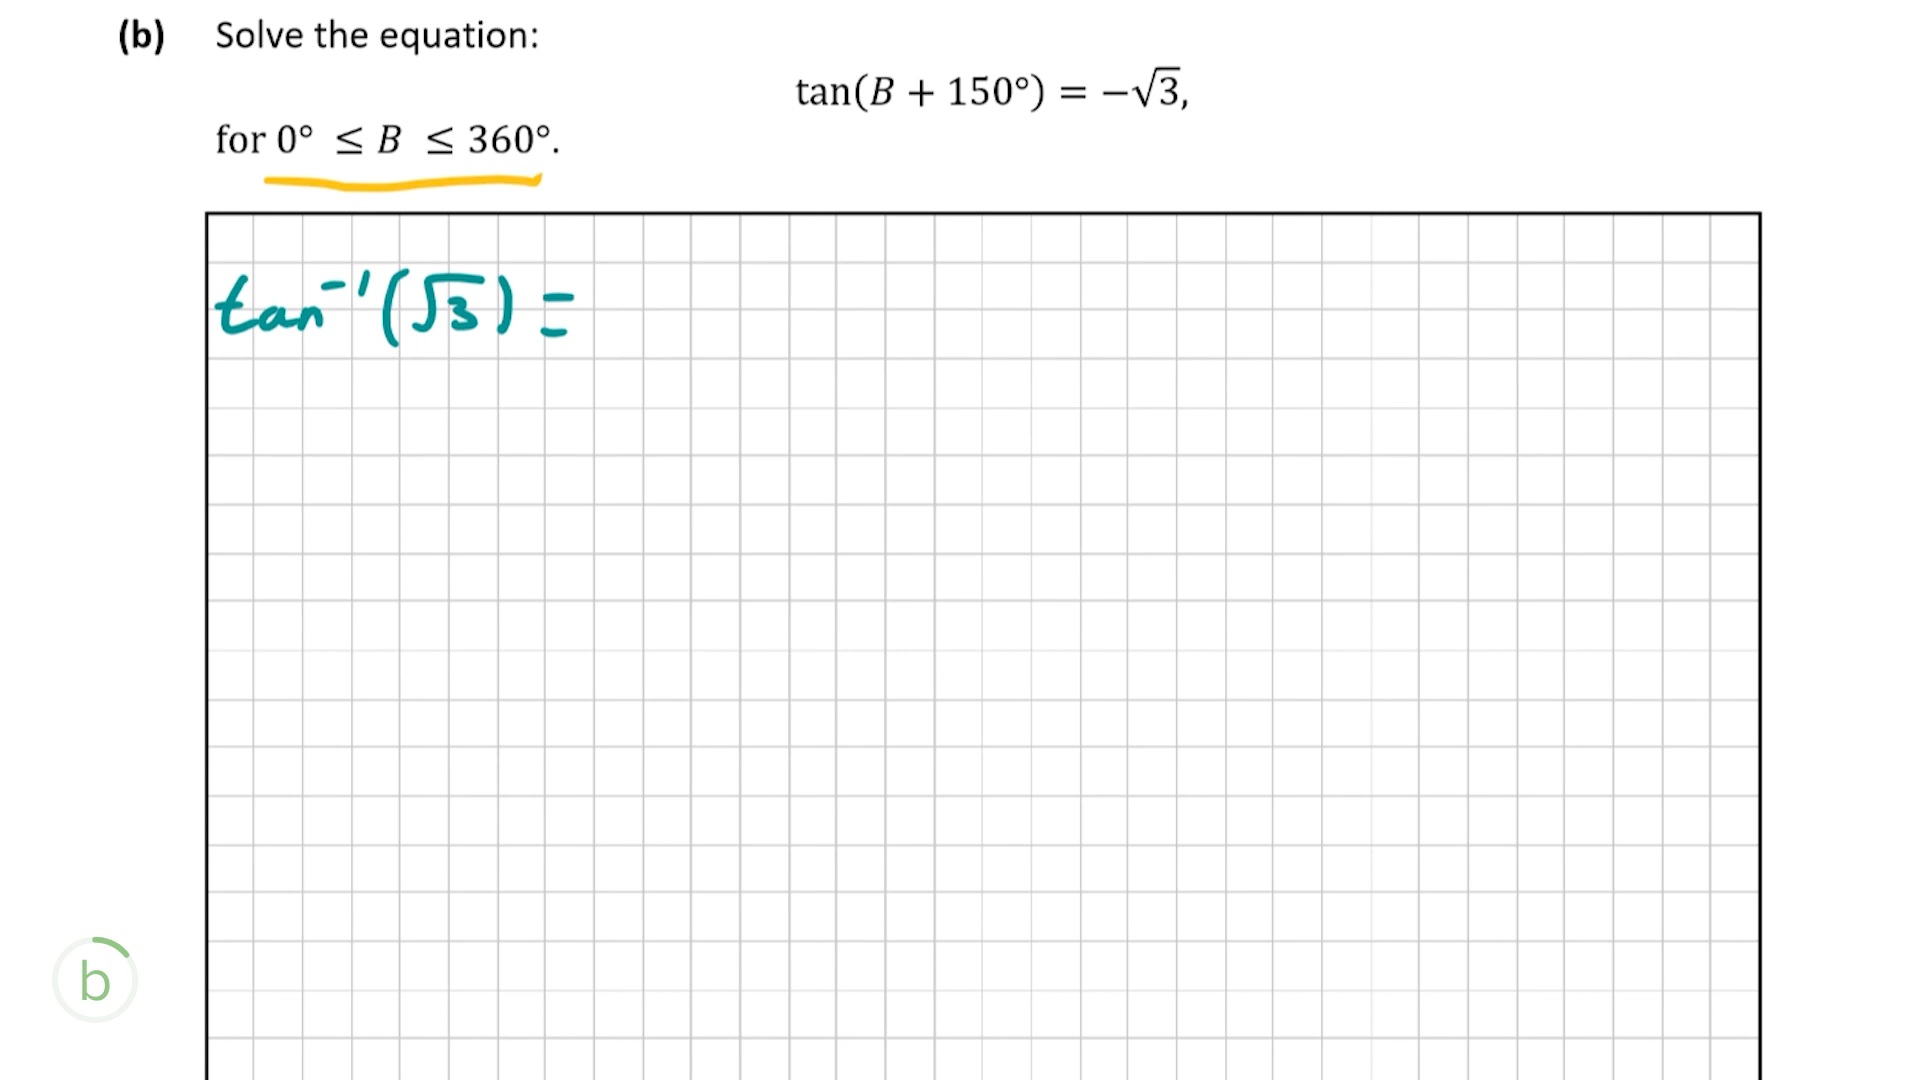 (b) Solve the equation:
tan(B + 150°) = −√3,
for 0° ≤ B ≤ 360°.
tan⁻¹(√3) =
b